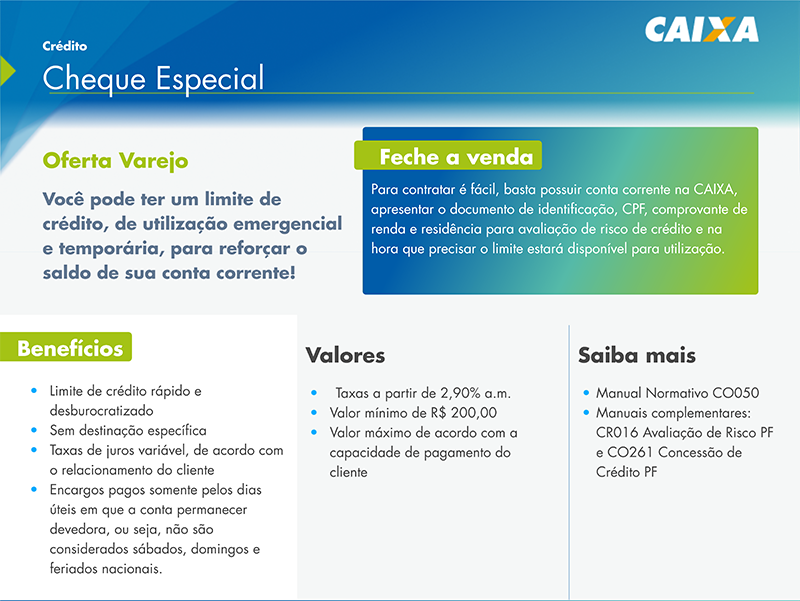 Crédito
Cheque Especial
CAIXA
Oferta Varejo
Você pode ter um limite de
crédito, de utilização emergencial
e temporária, para reforçar o
saldo de sua conta corrente!
Feche a venda
Para contratar é fácil, basta possuir conta corrente na CAIXA,
apresentar o documento de identificação, CPF, comprovante de
renda e residência para avaliação de risco de crédito e na
hora que precisar o limite estará disponível para utilização.
Benefícios
• Limite de crédito rápido e
desburocratizado
• Sem destinação específica
• Taxas de juros variável, de acordo com
o relacionamento do cliente
• Encargos pagos somente pelos dias
úteis em que a conta permanecer
devedora, ou seja, não são
considerados sábados, domingos e
feriados nacionais.
Valores
• Taxas a partir de 2,90% a.m.
• Valor mínimo de R$ 200,00
• Valor máximo de acordo com a
capacidade de pagamento do
cliente
Saiba mais
• Manual Normativo CO050
• Manuais complementares:
CR016 Avaliação de Risco PF
e CO261 Concessão de
Crédito PF